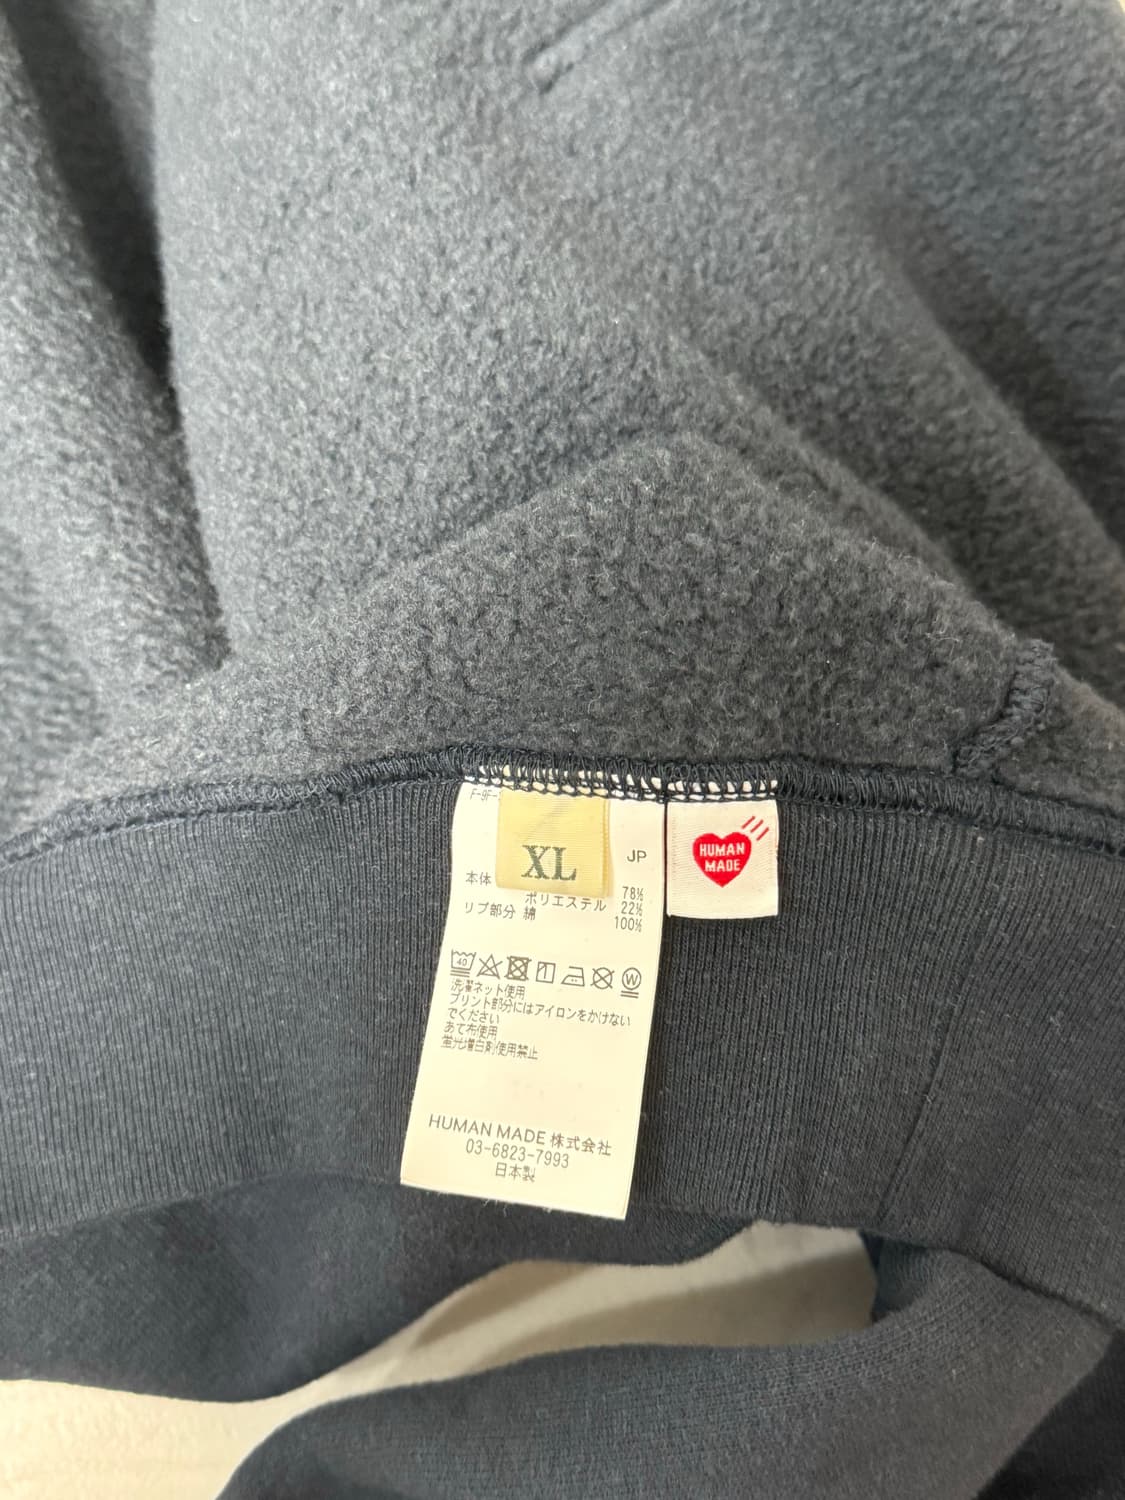 F-9F-
XL
JP
本体 78%
ポリエステル 22%
リブ部分 綿 100%
HUMAN
MADE
40
W
洗濯ネット使用
プリント部分にはアイロンをかけない
でください
あて布使用
蛍光増白剤使用禁止
HUMAN MADE 株式会社
03-6823-7993
日本製